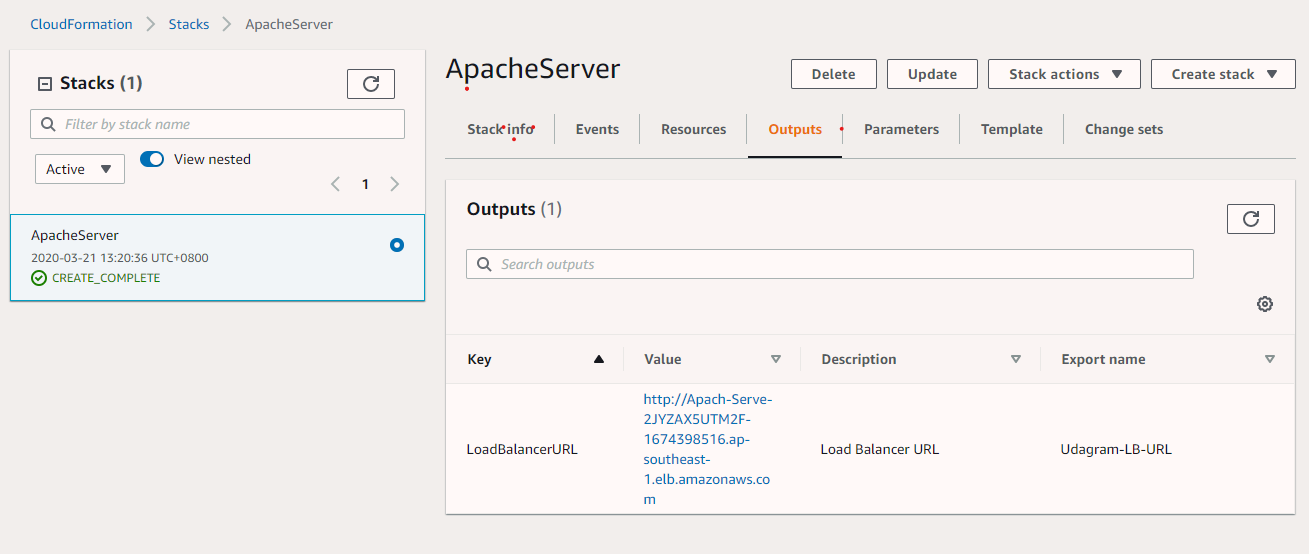 CloudFormation > Stacks > ApacheServer
Stacks (1)
Filter by stack name
Active
View nested
1
ApacheServer
2020-03-21 13:20:36 UTC+0800
CREATE_COMPLETE
ApacheServer
Delete
Update
Stack actions
Create stack
Stack info
Events
Resources
Outputs
Parameters
Template
Change sets
Outputs (1)
Search outputs
Key
Value
Description
Export name
LoadBalancerURL
http://Apach-Serve-
2JYZAX5UTM2F-
1674398516.ap-
southeast-
1.elb.amazonaws.co
m
Load Balancer URL
Udagram-LB-URL